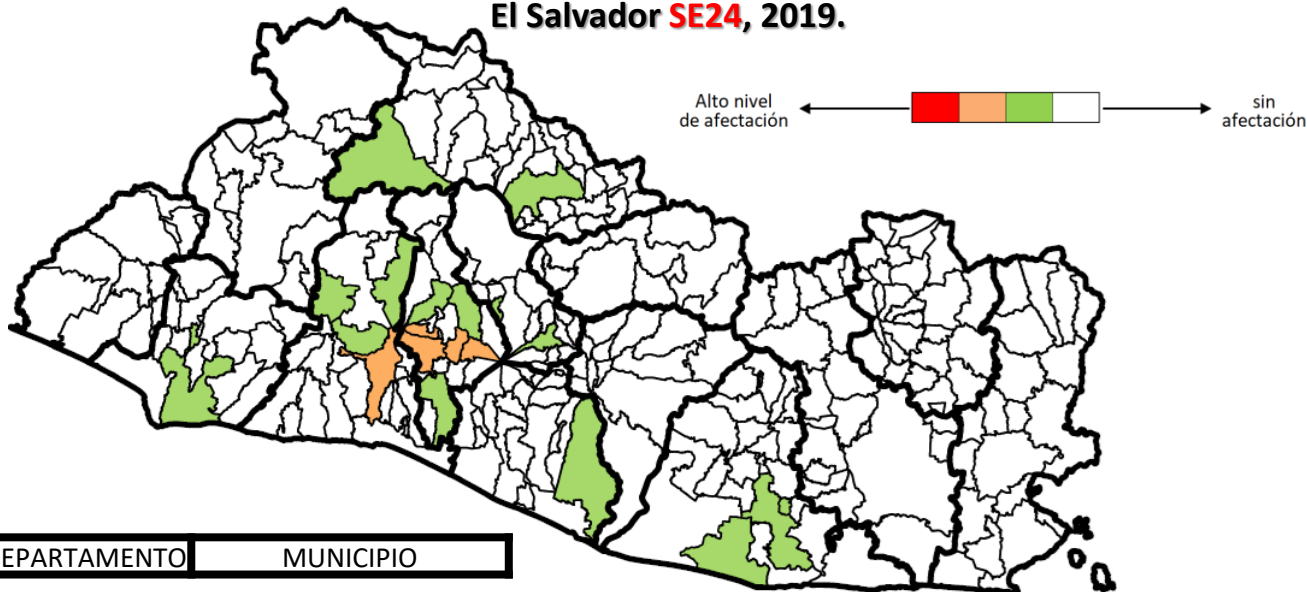 El Salvador SE24, 2019.
Alto nivel
de afectación
sin
afectación
EPARTAMENTO MUNICIPIO